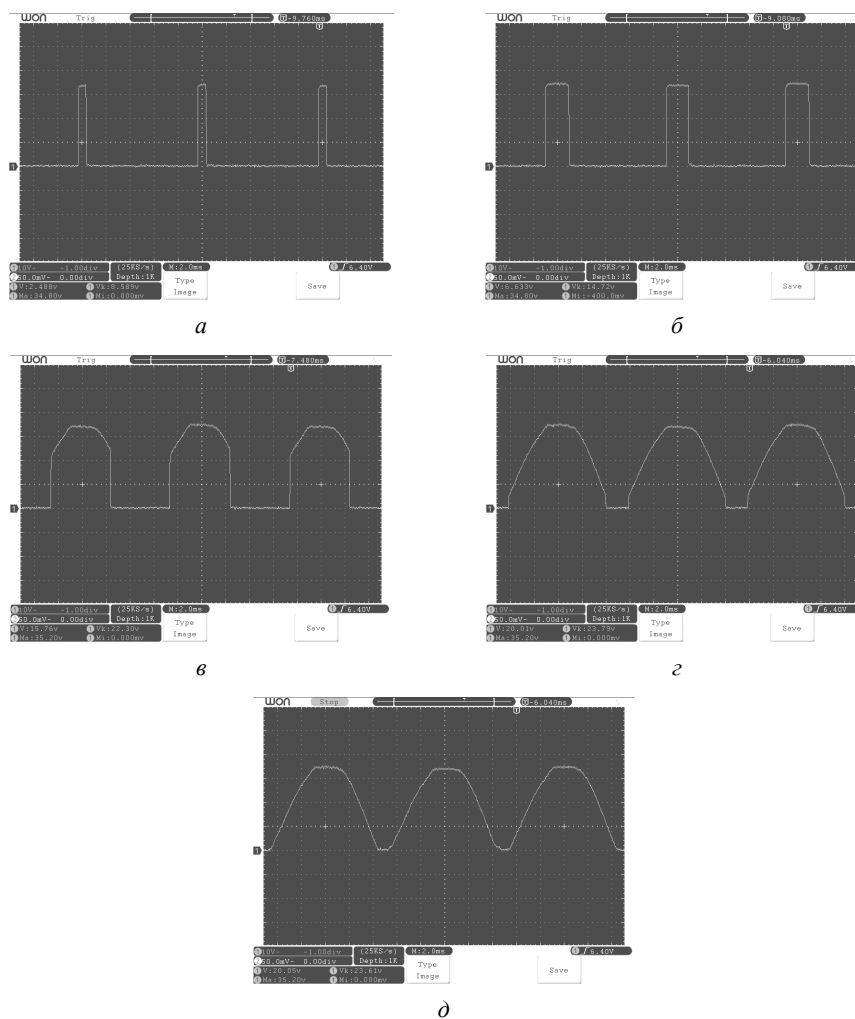 won Trig T -9.760ms
T
1
1 10V~ -1.00div (25KS/s) M:2.0ms 1 / 6.40V
2 50.0mV~ 0.00div Depth:1K
1 V:2.488v 1 Vk:8.589v Type
1 Ma:34.80v 1 Mi:0.000mv Image Save
а
won Trig T -9.080ms
T
1
1 10V~ -1.00div (25KS/s) M:2.0ms 1 / 6.40V
2 50.0mV~ 0.00div Depth:1K
1 V:6.633v 1 Vk:14.72v Type
1 Ma:34.80v 1 Mi:-400.0mv Image Save
б
won Trig T -7.480ms
T
1
1 10V~ -1.00div (25KS/s) M:2.0ms 1 / 6.40V
2 50.0mV~ 0.00div Depth:1K
1 V:15.76v 1 Vk:22.30v Type
1 Ma:35.20v 1 Mi:0.000mv Image Save
в
won Trig T -6.040ms
T
1
1 10V~ -1.00div (25KS/s) M:2.0ms 1 / 6.40V
2 50.0mV~ 0.00div Depth:1K
1 V:20.01v 1 Vk:23.79v Type
1 Ma:35.20v 1 Mi:0.000mv Image Save
г
won Stop T -6.040ms
T
1
1 10V~ -1.00div (25KS/s) M:2.0ms 1 / 6.40V
2 50.0mV~ 0.00div Depth:1K
1 V:20.05v 1 Vk:23.61v Type
1 Ma:35.20v 1 Mi:0.000mv Image Save
д